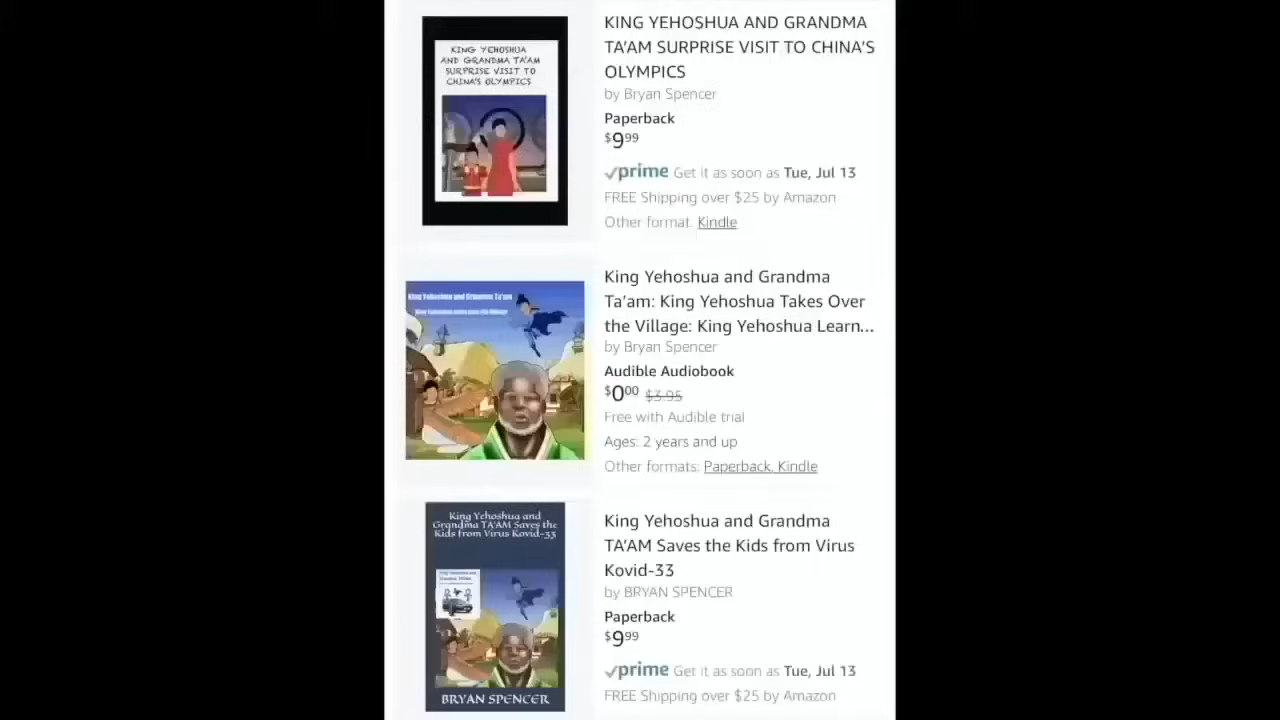 KING YEHOSHUA
AND GRANDMA TA'AM
SURPRISE VISIT TO
CHINA'S OLYMPICS
KING YEHOSHUA AND GRANDMA
TA'AM SURPRISE VISIT TO CHINA'S
OLYMPICS
by Bryan Spencer
Paperback
$9.99
prime Get it as soon as Tue, Jul 13
FREE Shipping over $25 by Amazon
Other format: Kindle
King Yehoshua and Grandma Ta'am
King Yehoshua takes over the Village
King Yehoshua and Grandma
Ta'am: King Yehoshua Takes Over
the Village: King Yehoshua Learn...
by Bryan Spencer
Audible Audiobook
$0.00 $3.95
Free with Audible trial
Ages: 2 years and up
Other formats: Paperback, Kindle
King Yehoshua and
Grandma TA'AM Saves the
Kids from Virus Kovid-33
BRYAN SPENCER
King Yehoshua and Grandma
TA'AM Saves the Kids from Virus
Kovid-33
by BRYAN SPENCER
Paperback
$9.99
prime Get it as soon as Tue, Jul 13
FREE Shipping over $25 by Amazon